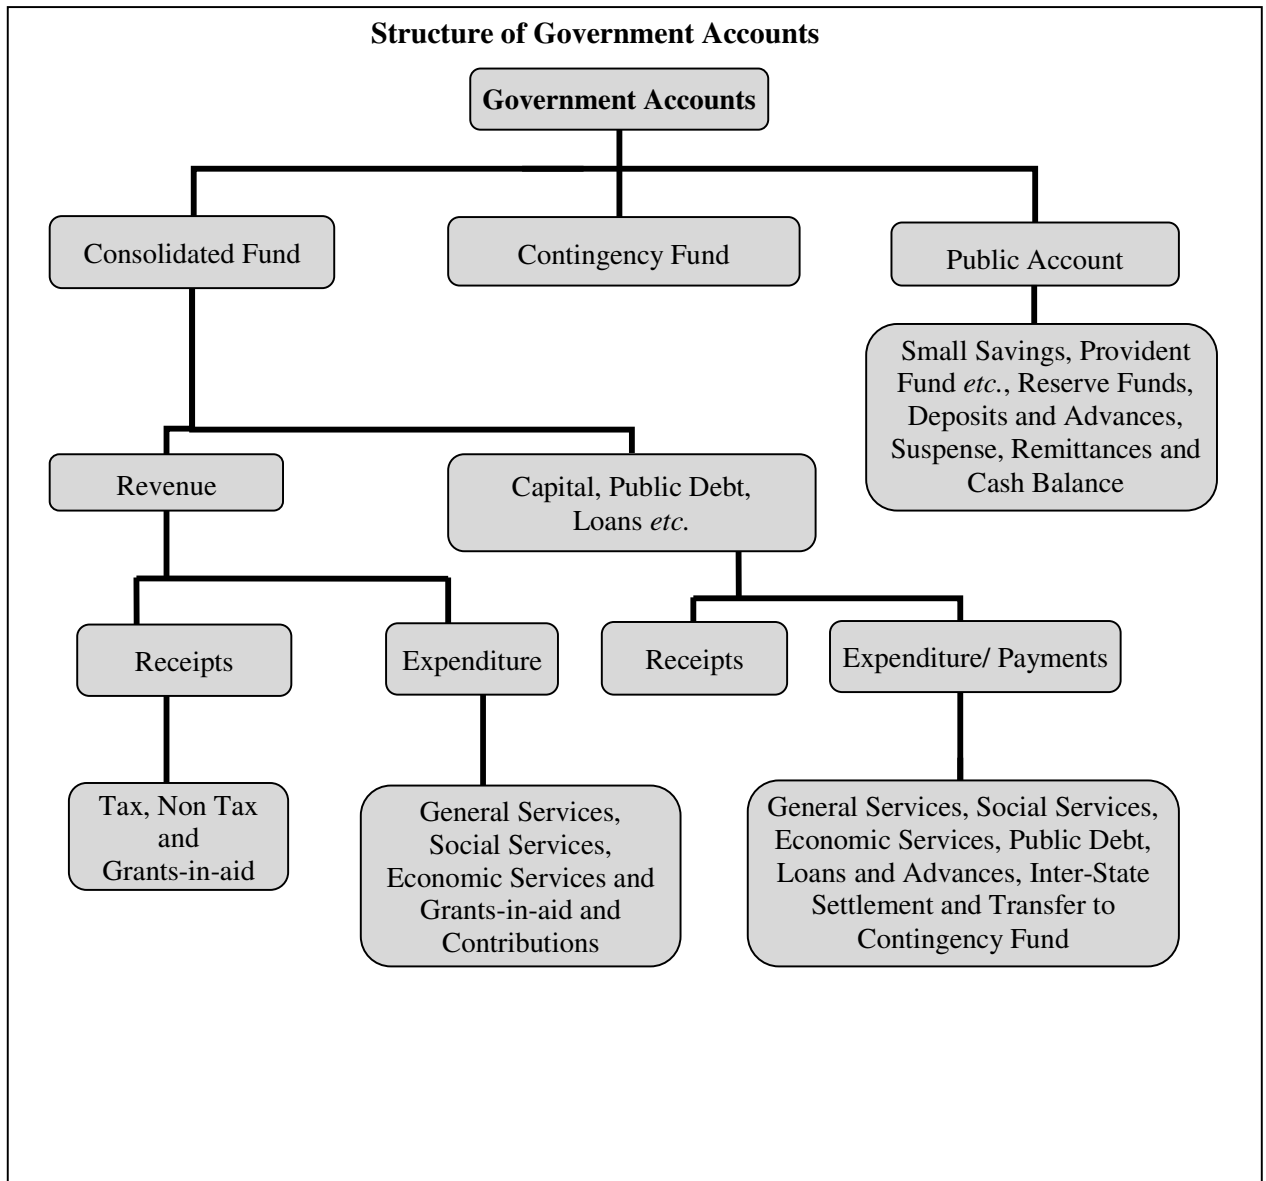 Structure of Government Accounts
Government Accounts
Consolidated Fund
Contingency Fund
Public Account
Small Savings, Provident
Fund etc., Reserve Funds,
Deposits and Advances,
Suspense, Remittances and
Cash Balance
Revenue
Capital, Public Debt,
Loans etc.
Receipts
Expenditure
Receipts
Expenditure/ Payments
Tax, Non Tax
and
Grants-in-aid
General Services,
Social Services,
Economic Services and
Grants-in-aid and
Contributions
General Services, Social Services,
Economic Services, Public Debt,
Loans and Advances, Inter-State
Settlement and Transfer to
Contingency Fund